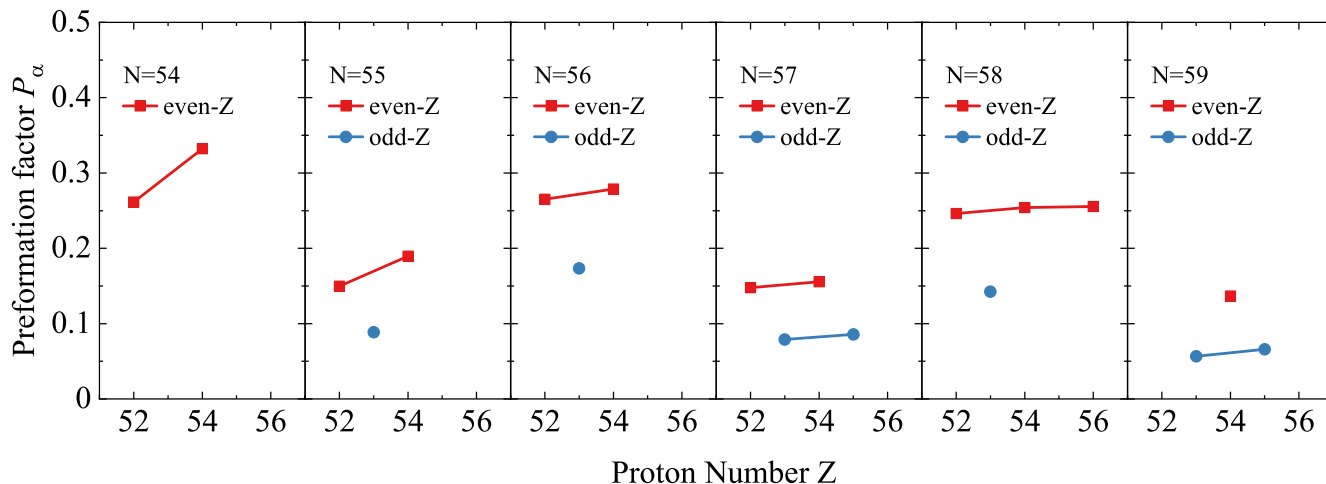 Preformation factor Pα
0.5
0.4
0.3
0.2
0.1
0
N=54
even-Z
52 54 56
N=55
even-Z
odd-Z
52 54 56
N=56
even-Z
odd-Z
52 54 56
N=57
even-Z
odd-Z
52 54 56
N=58
even-Z
odd-Z
52 54 56
N=59
even-Z
odd-Z
52 54 56
Proton Number Z